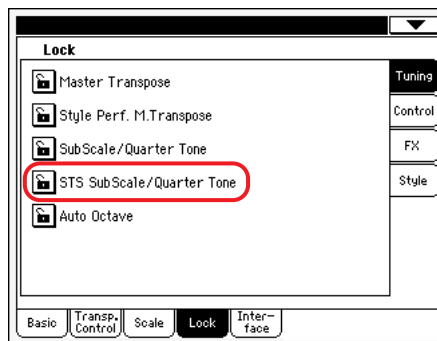 Lock
Master Transpose
Style Perf. M.Transpose
SubScale/Quarter Tone
STS SubScale/Quarter Tone
Auto Octave
Tuning
Control
FX
Style
Basic
Transp.
Control
Scale
Lock
Inter-
face